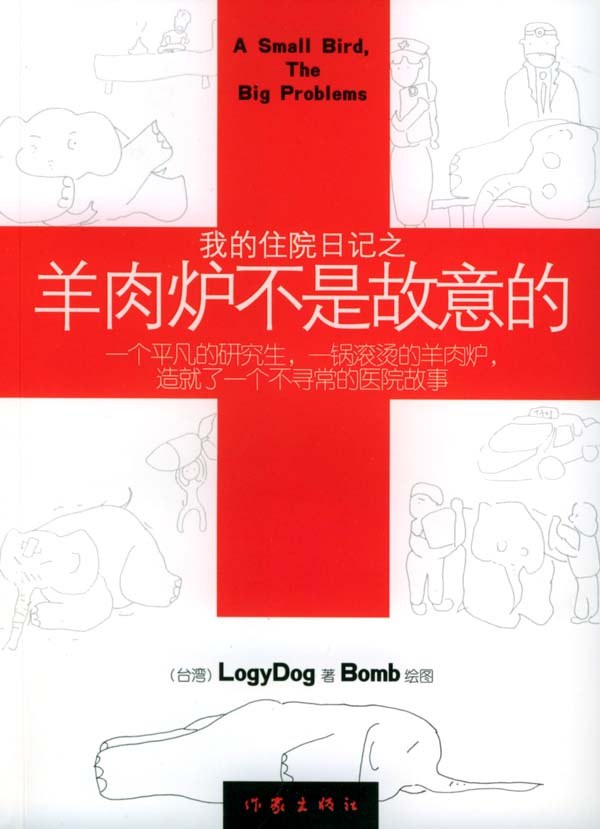 A Small Bird,
The
Big Problems
我的住院日记之
羊肉炉不是故意的
一个平凡的研究生，一锅滚烫的羊肉炉，
造就了一个不寻常的医院故事
TAXI
（台湾）LogyDog 著 Bomb 绘图
作家出版社